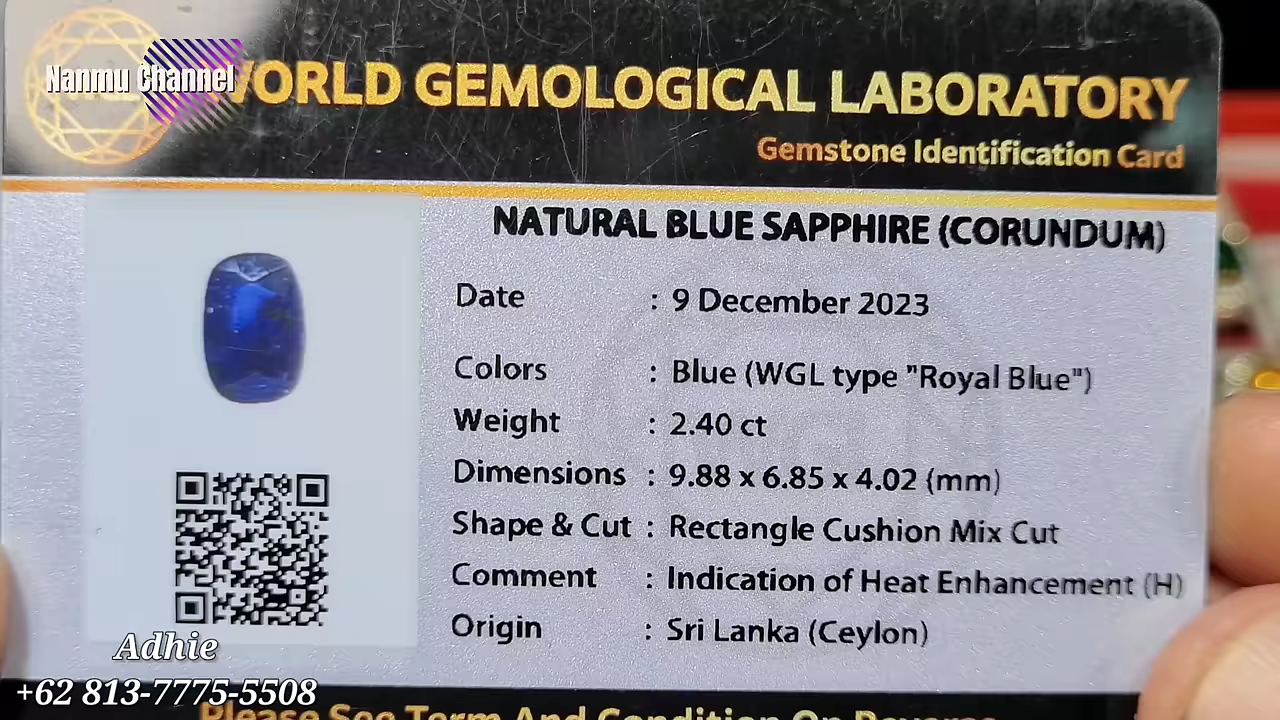 Nanmu Channel
WORLD GEMOLOGICAL LABORATORY
Gemstone Identification Card
NATURAL BLUE SAPPHIRE (CORUNDUM)
Date : 9 December 2023
Colors : Blue (WGL type "Royal Blue")
Weight : 2.40 ct
Dimensions : 9.88 x 6.85 x 4.02 (mm)
Shape & Cut : Rectangle Cushion Mix Cut
Comment : Indication of Heat Enhancement (H)
Origin : Sri Lanka (Ceylon)
Adhie
+62 813-7775-5508
Please See Term And Condition On Reverse